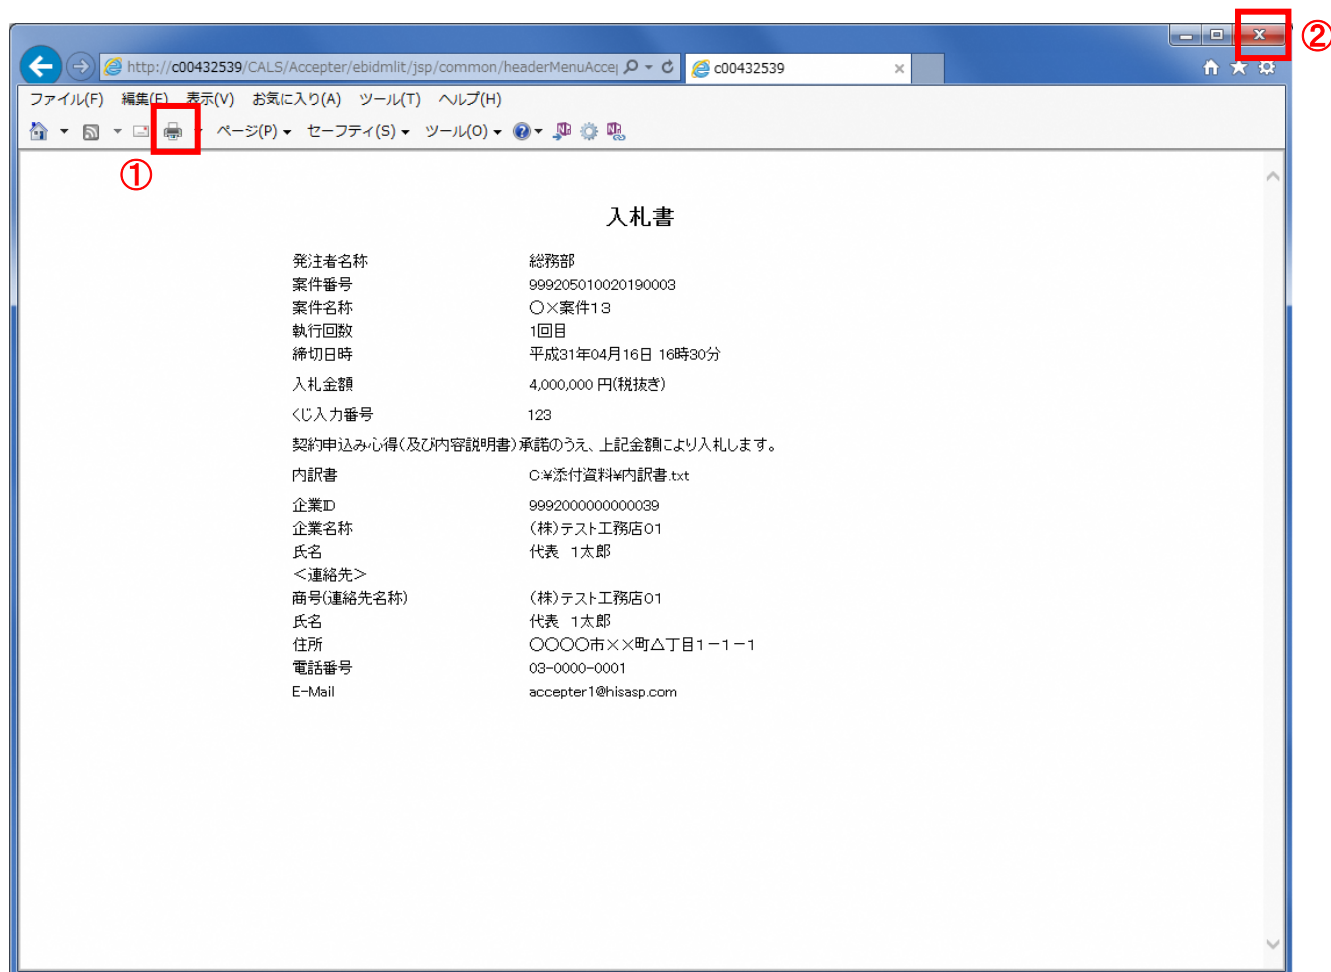 ②
http://c00432539/CALS/Accepter/ebidmlit/jsp/common/headerMenuAccep
c00432539
ファイル(F) 編集(E) 表示(V) お気に入り(A) ツール(T) ヘルプ(H)
ページ(P) セーフティ(S) ツール(O)
①
入札書
発注者名称 総務部
案件番号 999205010020190003
案件名称 〇×案件13
執行回数 1回目
締切日時 平成31年04月16日 16時30分
入札金額 4,000,000 円(税抜き)
くじ入力番号 123
契約申込み心得(及び内容説明書)承諾のうえ、上記金額により入札します。
内訳書 C:¥添付資料¥内訳書.txt
企業ID 9992000000000039
企業名称 (株)テスト工務店01
氏名 代表 1太郎
<連絡先>
商号(連絡先名称) (株)テスト工務店01
氏名 代表 1太郎
住所 〇〇〇〇市××町△丁目1-1-1
電話番号 03-0000-0001
E-Mail accepter1@hisasp.com